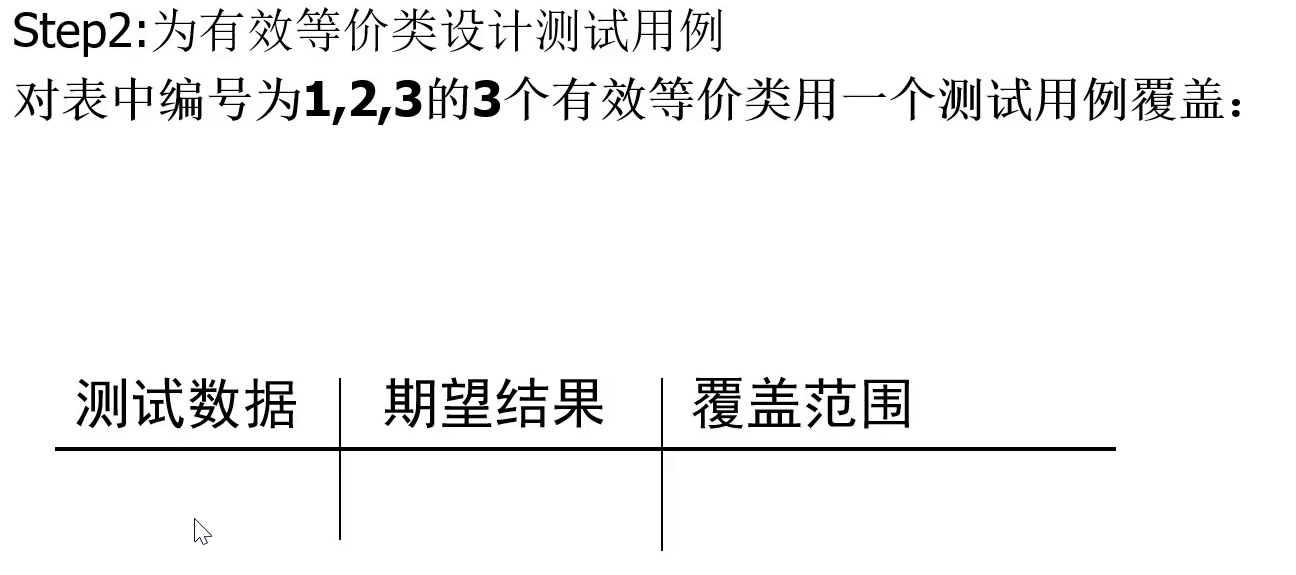 Step2:为有效等价类设计测试用例
对表中编号为1,2,3的3个有效等价类用一个测试用例覆盖：
测试数据 期望结果 覆盖范围